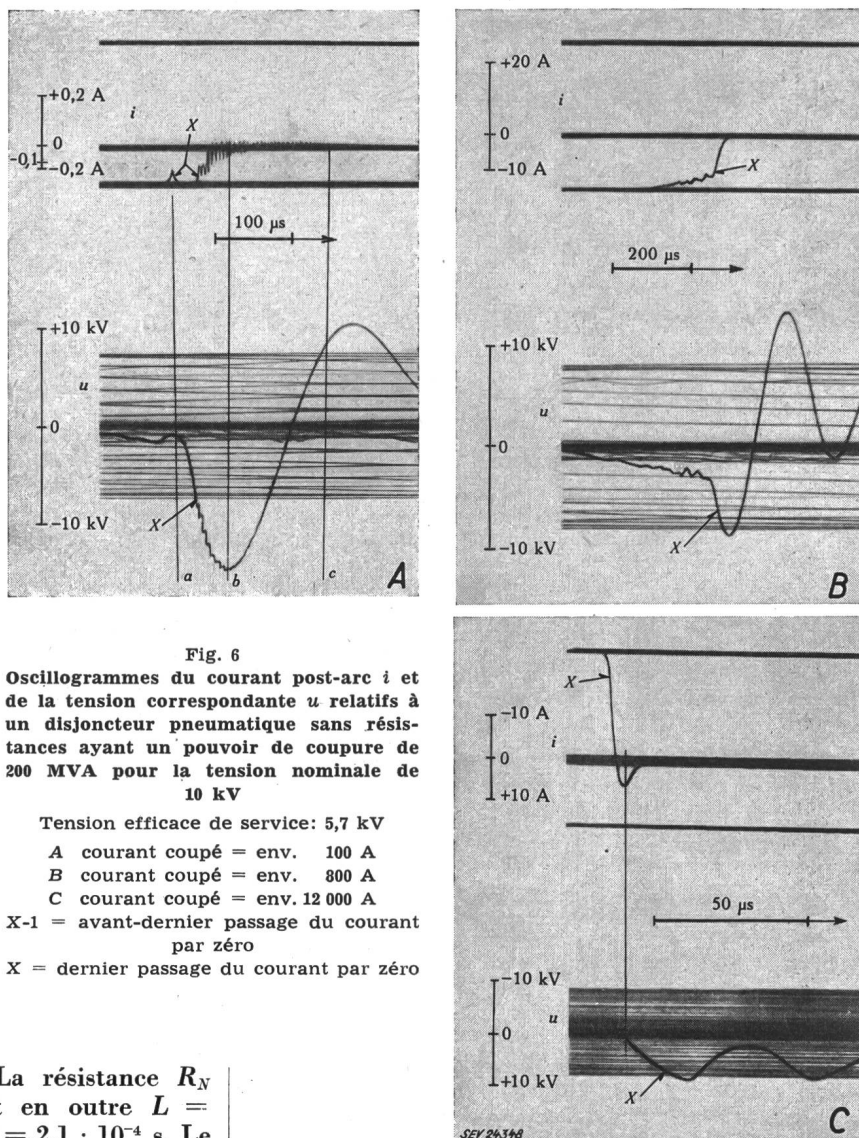 +0,2 A
i
X
0
-0,1
-0,2 A
100 µs
+10 kV
u
0
-10 kV
X
a
b
c
A
+20 A
i
0
-10 A
X
200 µs
+10 kV
u
0
-10 kV
X
B
Fig. 6
Oscillogrammes du courant post-arc i et
de la tension correspondante u relatifs à
un disjoncteur pneumatique sans résis-
tances ayant un pouvoir de coupure de
200 MVA pour la tension nominale de
10 kV
Tension efficace de service: 5,7 kV
A courant coupé = env. 100 A
B courant coupé = env. 800 A
C courant coupé = env. 12 000 A
X-1 = avant-dernier passage du courant
par zéro
X = dernier passage du courant par zéro
X
-10 A
i
0
+10 A
50 µs
-10 kV
u
0
+10 kV
X
C
SEV 24348
La résistance RN
en outre L =
= 2,1 · 10⁻⁴ s. Le